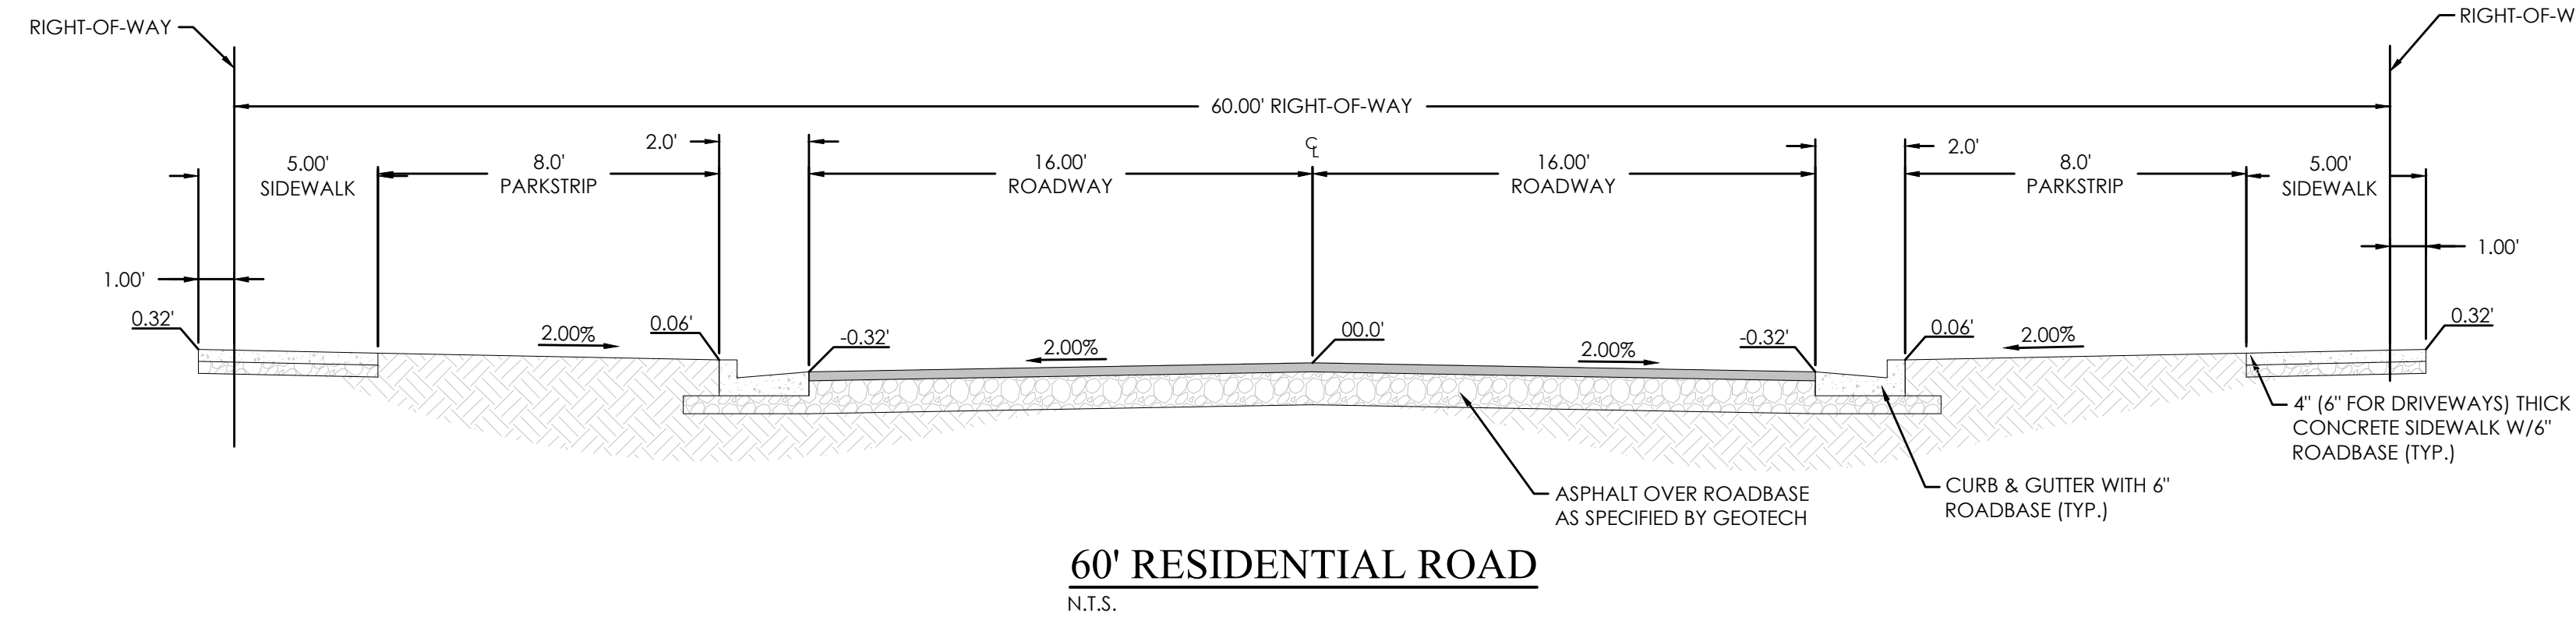 RIGHT-OF-WAY
RIGHT-OF-W
60.00' RIGHT-OF-WAY
2.0'
℄
2.0'
5.00'
SIDEWALK
8.0'
PARKSTRIP
16.00'
ROADWAY
16.00'
ROADWAY
8.0'
PARKSTRIP
5.00'
SIDEWALK
1.00'
1.00'
0.32'
2.00%
0.06'
-0.32'
2.00%
00.0'
2.00%
-0.32'
0.06'
2.00%
0.32'
4" (6" FOR DRIVEWAYS) THICK
CONCRETE SIDEWALK W/6"
ROADBASE (TYP.)
CURB & GUTTER WITH 6"
ROADBASE (TYP.)
ASPHALT OVER ROADBASE
AS SPECIFIED BY GEOTECH
60' RESIDENTIAL ROAD
N.T.S.